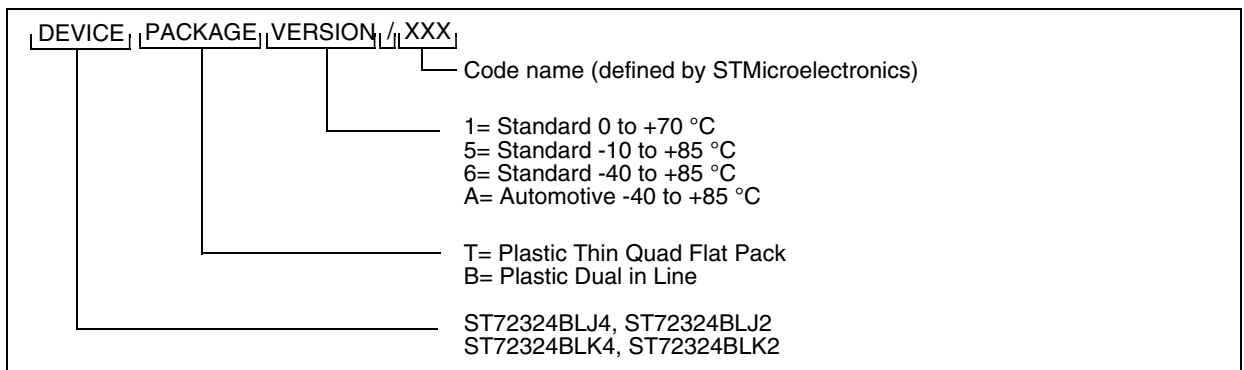 DEVICE PACKAGE VERSION / XXX
Code name (defined by STMicroelectronics)
1= Standard 0 to +70 °C
5= Standard -10 to +85 °C
6= Standard -40 to +85 °C
A= Automotive -40 to +85 °C
T= Plastic Thin Quad Flat Pack
B= Plastic Dual in Line
ST72324BLJ4, ST72324BLJ2
ST72324BLK4, ST72324BLK2